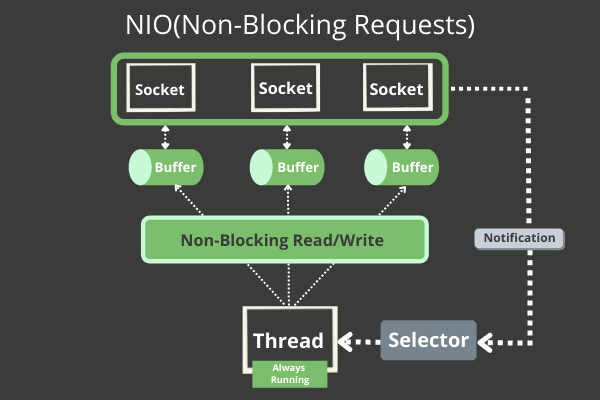 NIO(Non-Blocking Requests)
Socket
Socket
Socket
Buffer
Buffer
Buffer
Non-Blocking Read/Write
Notification
Thread
Selector
Always
Running